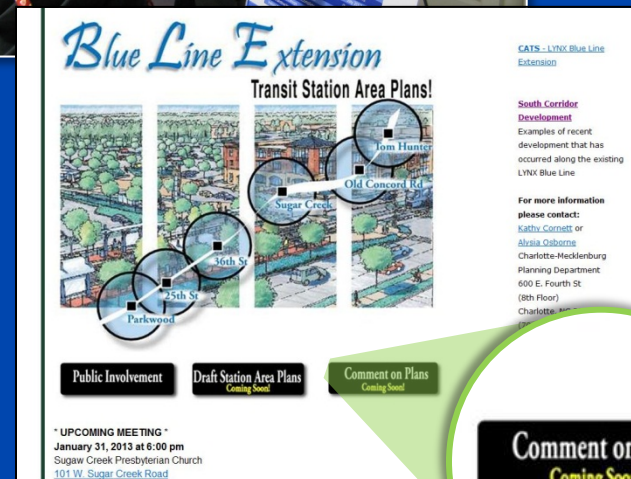 Blue Line Extension
Transit Station Area Plans!
Tom Hunter
Old Concord Rd
Sugar Creek
36th St
25th St
Parkwood
Public Involvement
Draft Station Area Plans
Coming Soon!
Comment on Plans
Coming Soon!
* UPCOMING MEETING *
January 31, 2013 at 6:00 pm
Sugaw Creek Presbyterian Church
101 W. Sugar Creek Road
CATS - LYNX Blue Line
Extension
South Corridor
Development
Examples of recent
development that has
occurred along the existing
LYNX Blue Line
For more information
please contact:
Kathy Cornett or
Alysia Osborne
Charlotte-Mecklenburg
Planning Department
600 E. Fourth St
(8th Floor)
Charlotte,
Comment
Coming